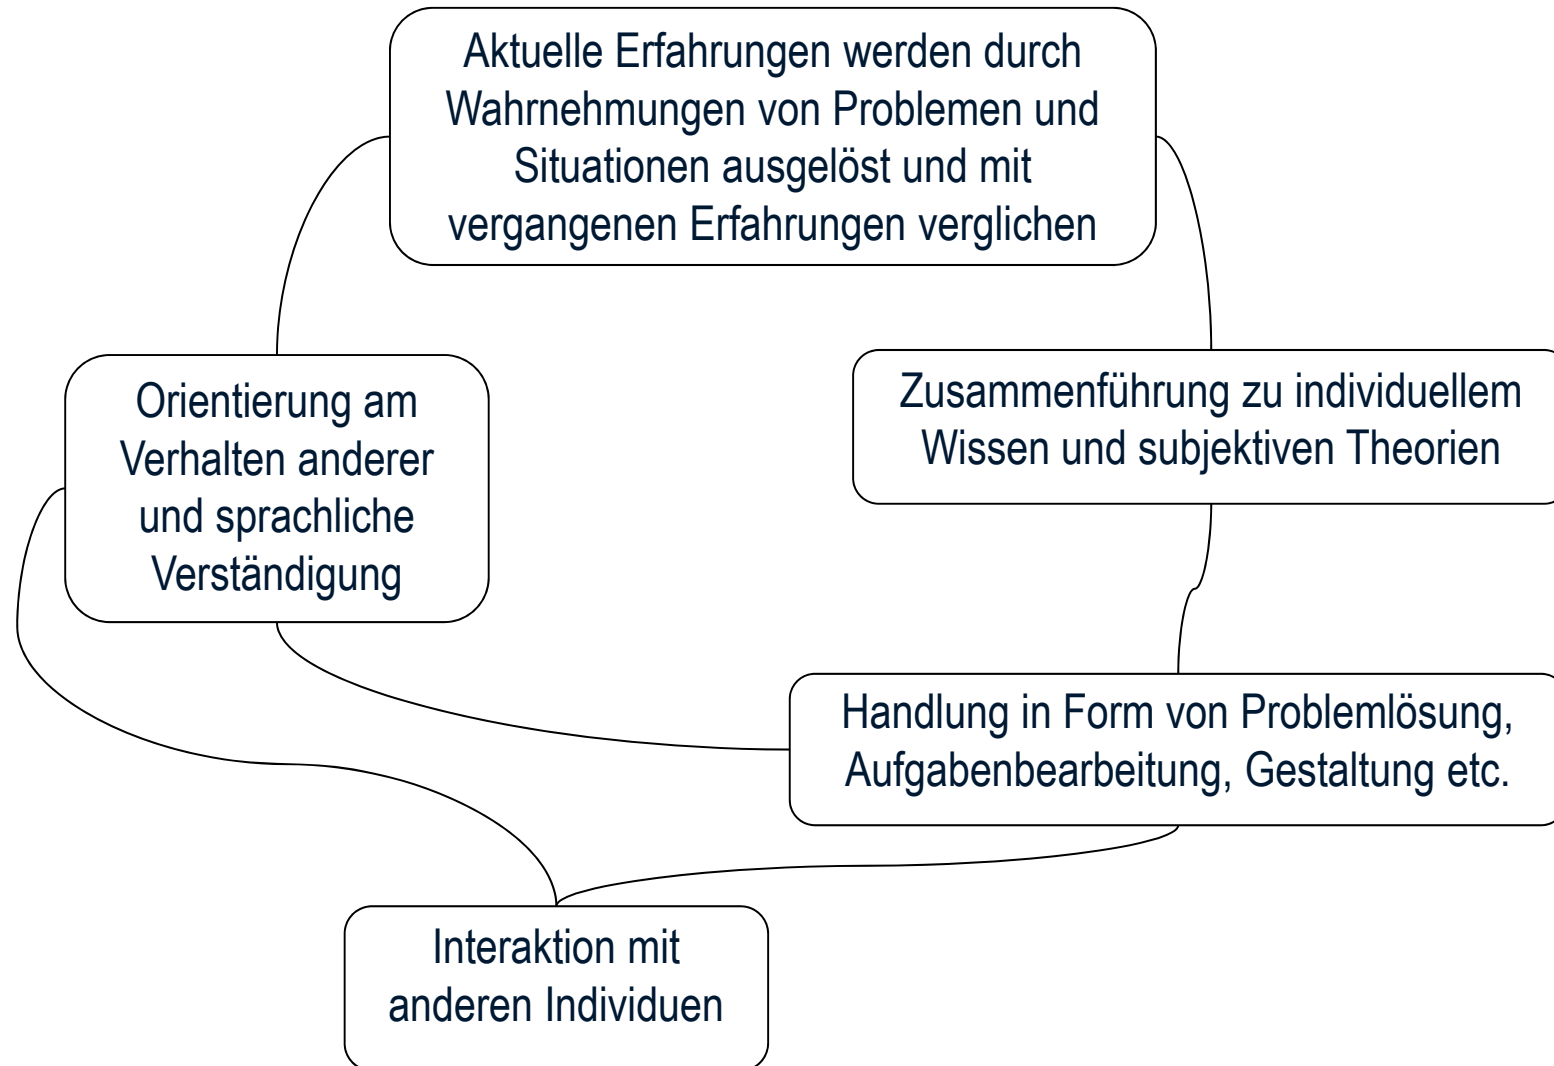 Aktuelle Erfahrungen werden durch
Wahrnehmungen von Problemen und
Situationen ausgelöst und mit
vergangenen Erfahrungen verglichen
Orientierung am
Verhalten anderer
und sprachliche
Verständigung
Zusammenführung zu individuellem
Wissen und subjektiven Theorien
Handlung in Form von Problemlösung,
Aufgabenbearbeitung, Gestaltung etc.
Interaktion mit
anderen Individuen